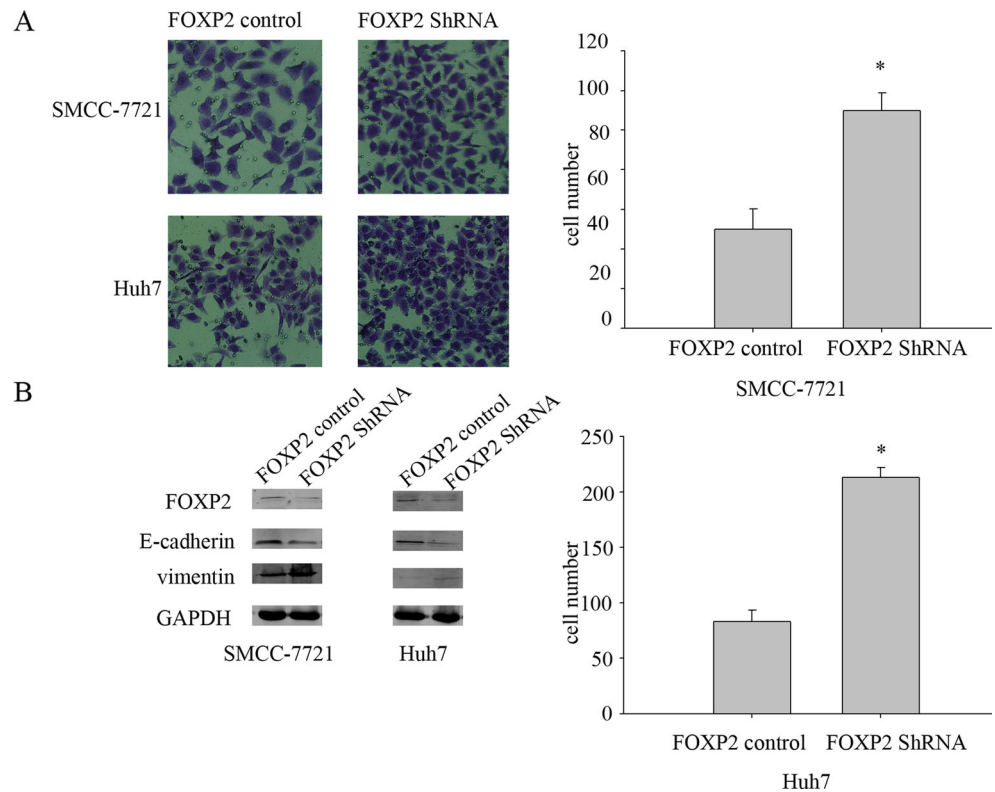 A
FOXP2 control
FOXP2 ShRNA
SMCC-7721
Huh7
120
100
80
60
40
20
0
cell number
*
FOXP2 control
FOXP2 ShRNA
SMCC-7721
B
FOXP2 control
FOXP2 ShRNA
FOXP2 control
FOXP2 ShRNA
FOXP2
E-cadherin
vimentin
GAPDH
SMCC-7721
Huh7
250
200
150
100
50
0
cell number
*
FOXP2 control
FOXP2 ShRNA
Huh7